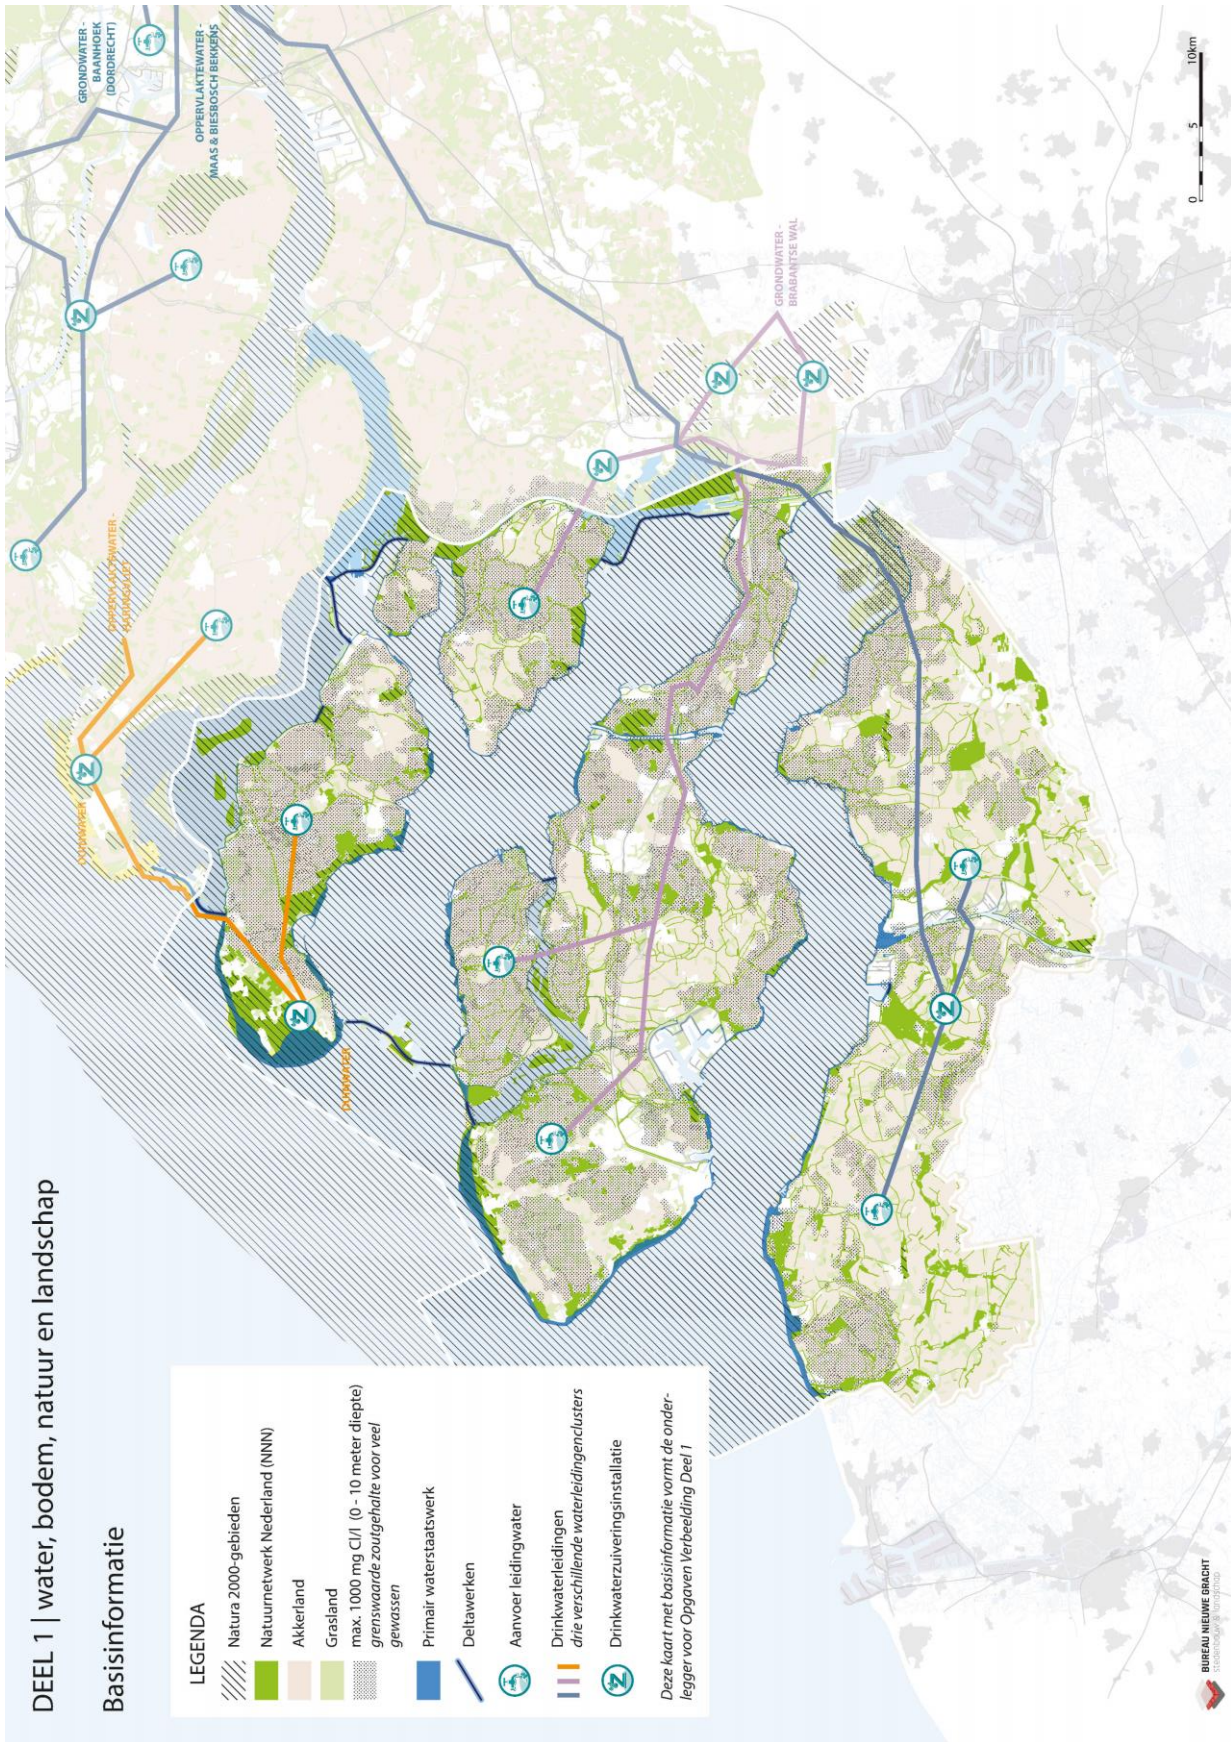 DEEL 1 | water, bodem, natuur en landschap
Basisinformatie
LEGENDA
Natura 2000-gebieden
Natuurnetwerk Nederland (NNN)
Akkerland
Grasland
max. 1000 mg Cl/l (0 - 10 meter diepte)
grenswaarde zoutgehalte voor veel
gewassen
Primair waterstaatswerk
Deltawerken
Aanvoer leidingwater
Drinkwaterleidingen
drie verschillende waterleidingenclusters
Drinkwaterzuiveringsinstallatie
Deze kaart met basisinformatie vormt de onder-
legger voor Opgaven Verbeelding Deel 1
DUINWATER
DUINWATER
OPPERVLAKTEWATER -
HARINGVLIET
GRONDWATER -
BAANHOEK
(DORDRECHT)
OPPERVLAKTEWATER -
MAAS & BIESBOSCH BEKKENS
GRONDWATER -
BRABANTSE WAL
0 5 10km
BUREAU NIEUWE GRACHT